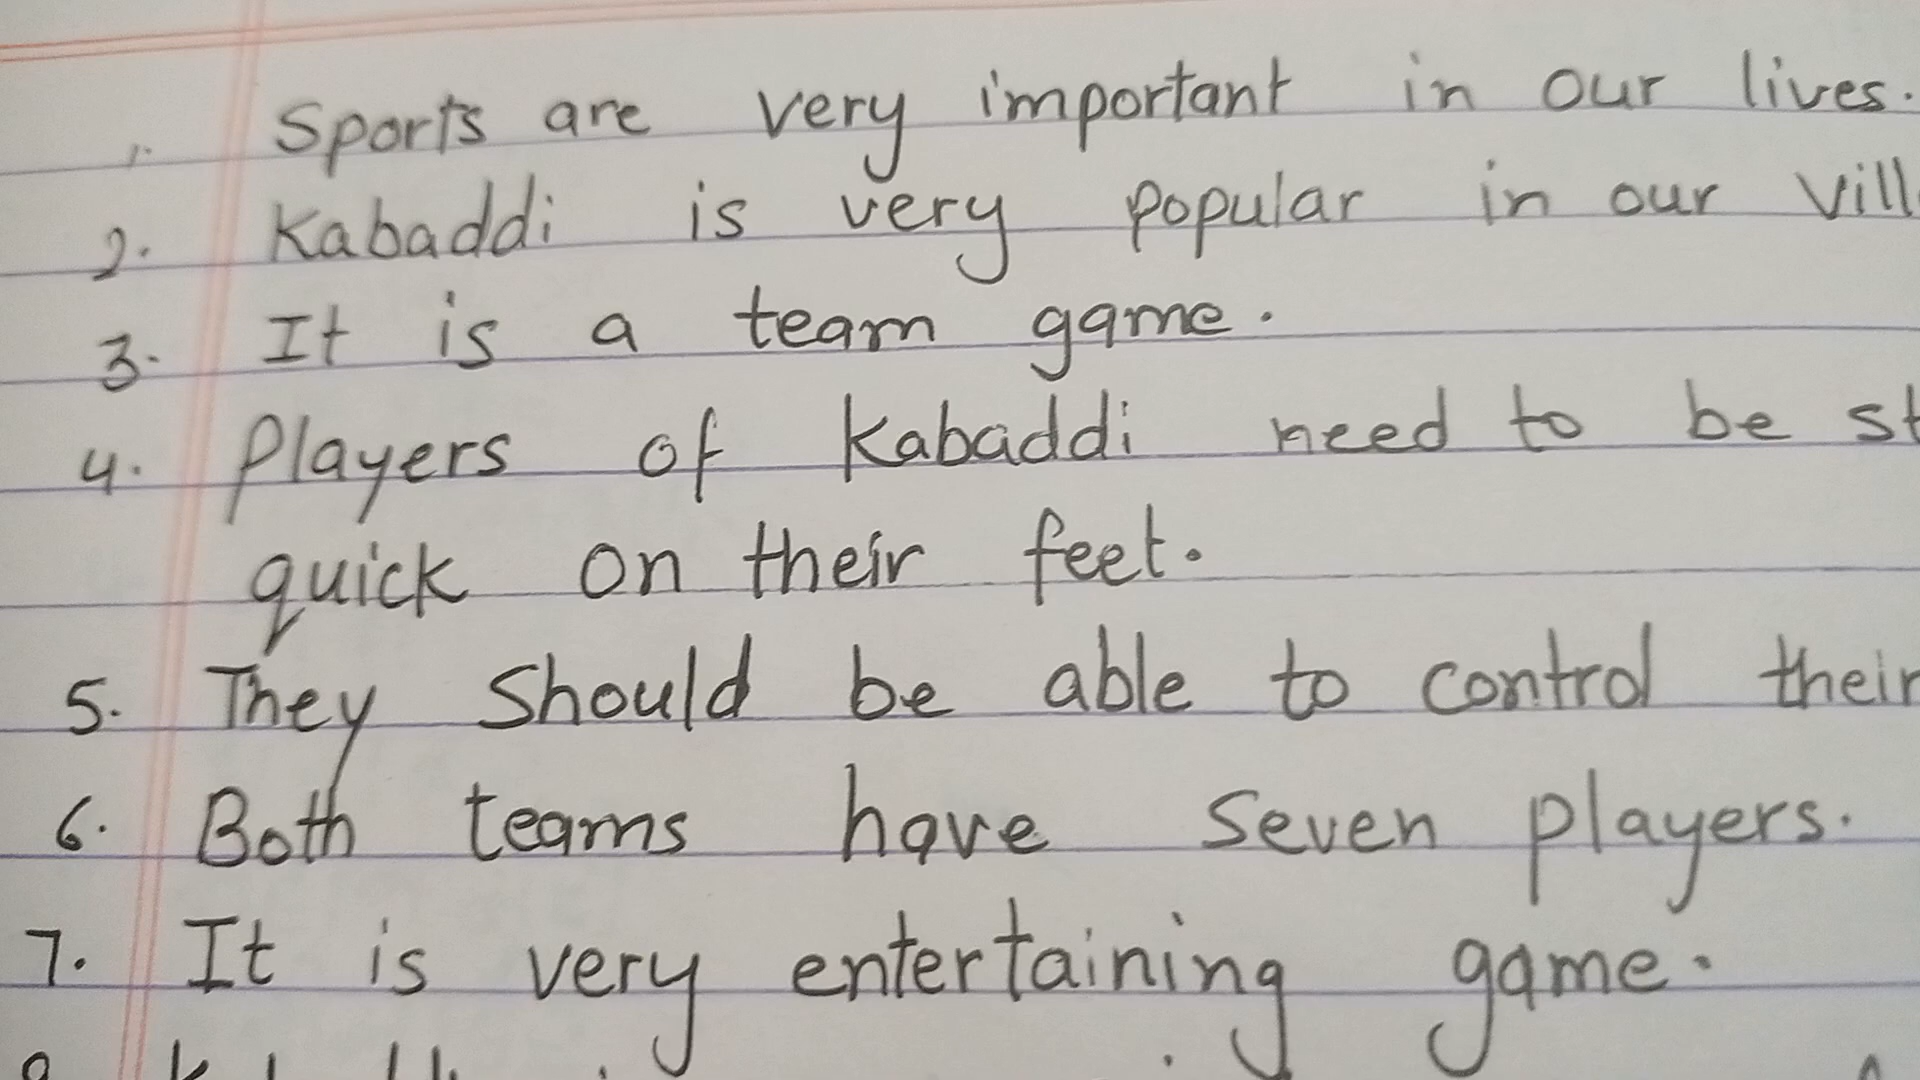 1. Sports are very important in our lives.
2. Kabaddi is very popular in our vill
3. It is a team game.
4. Players of Kabaddi need to be st
quick on their feet.
5. They should be able to control their
6. Both teams have seven players.
7. It is very entertaining game.